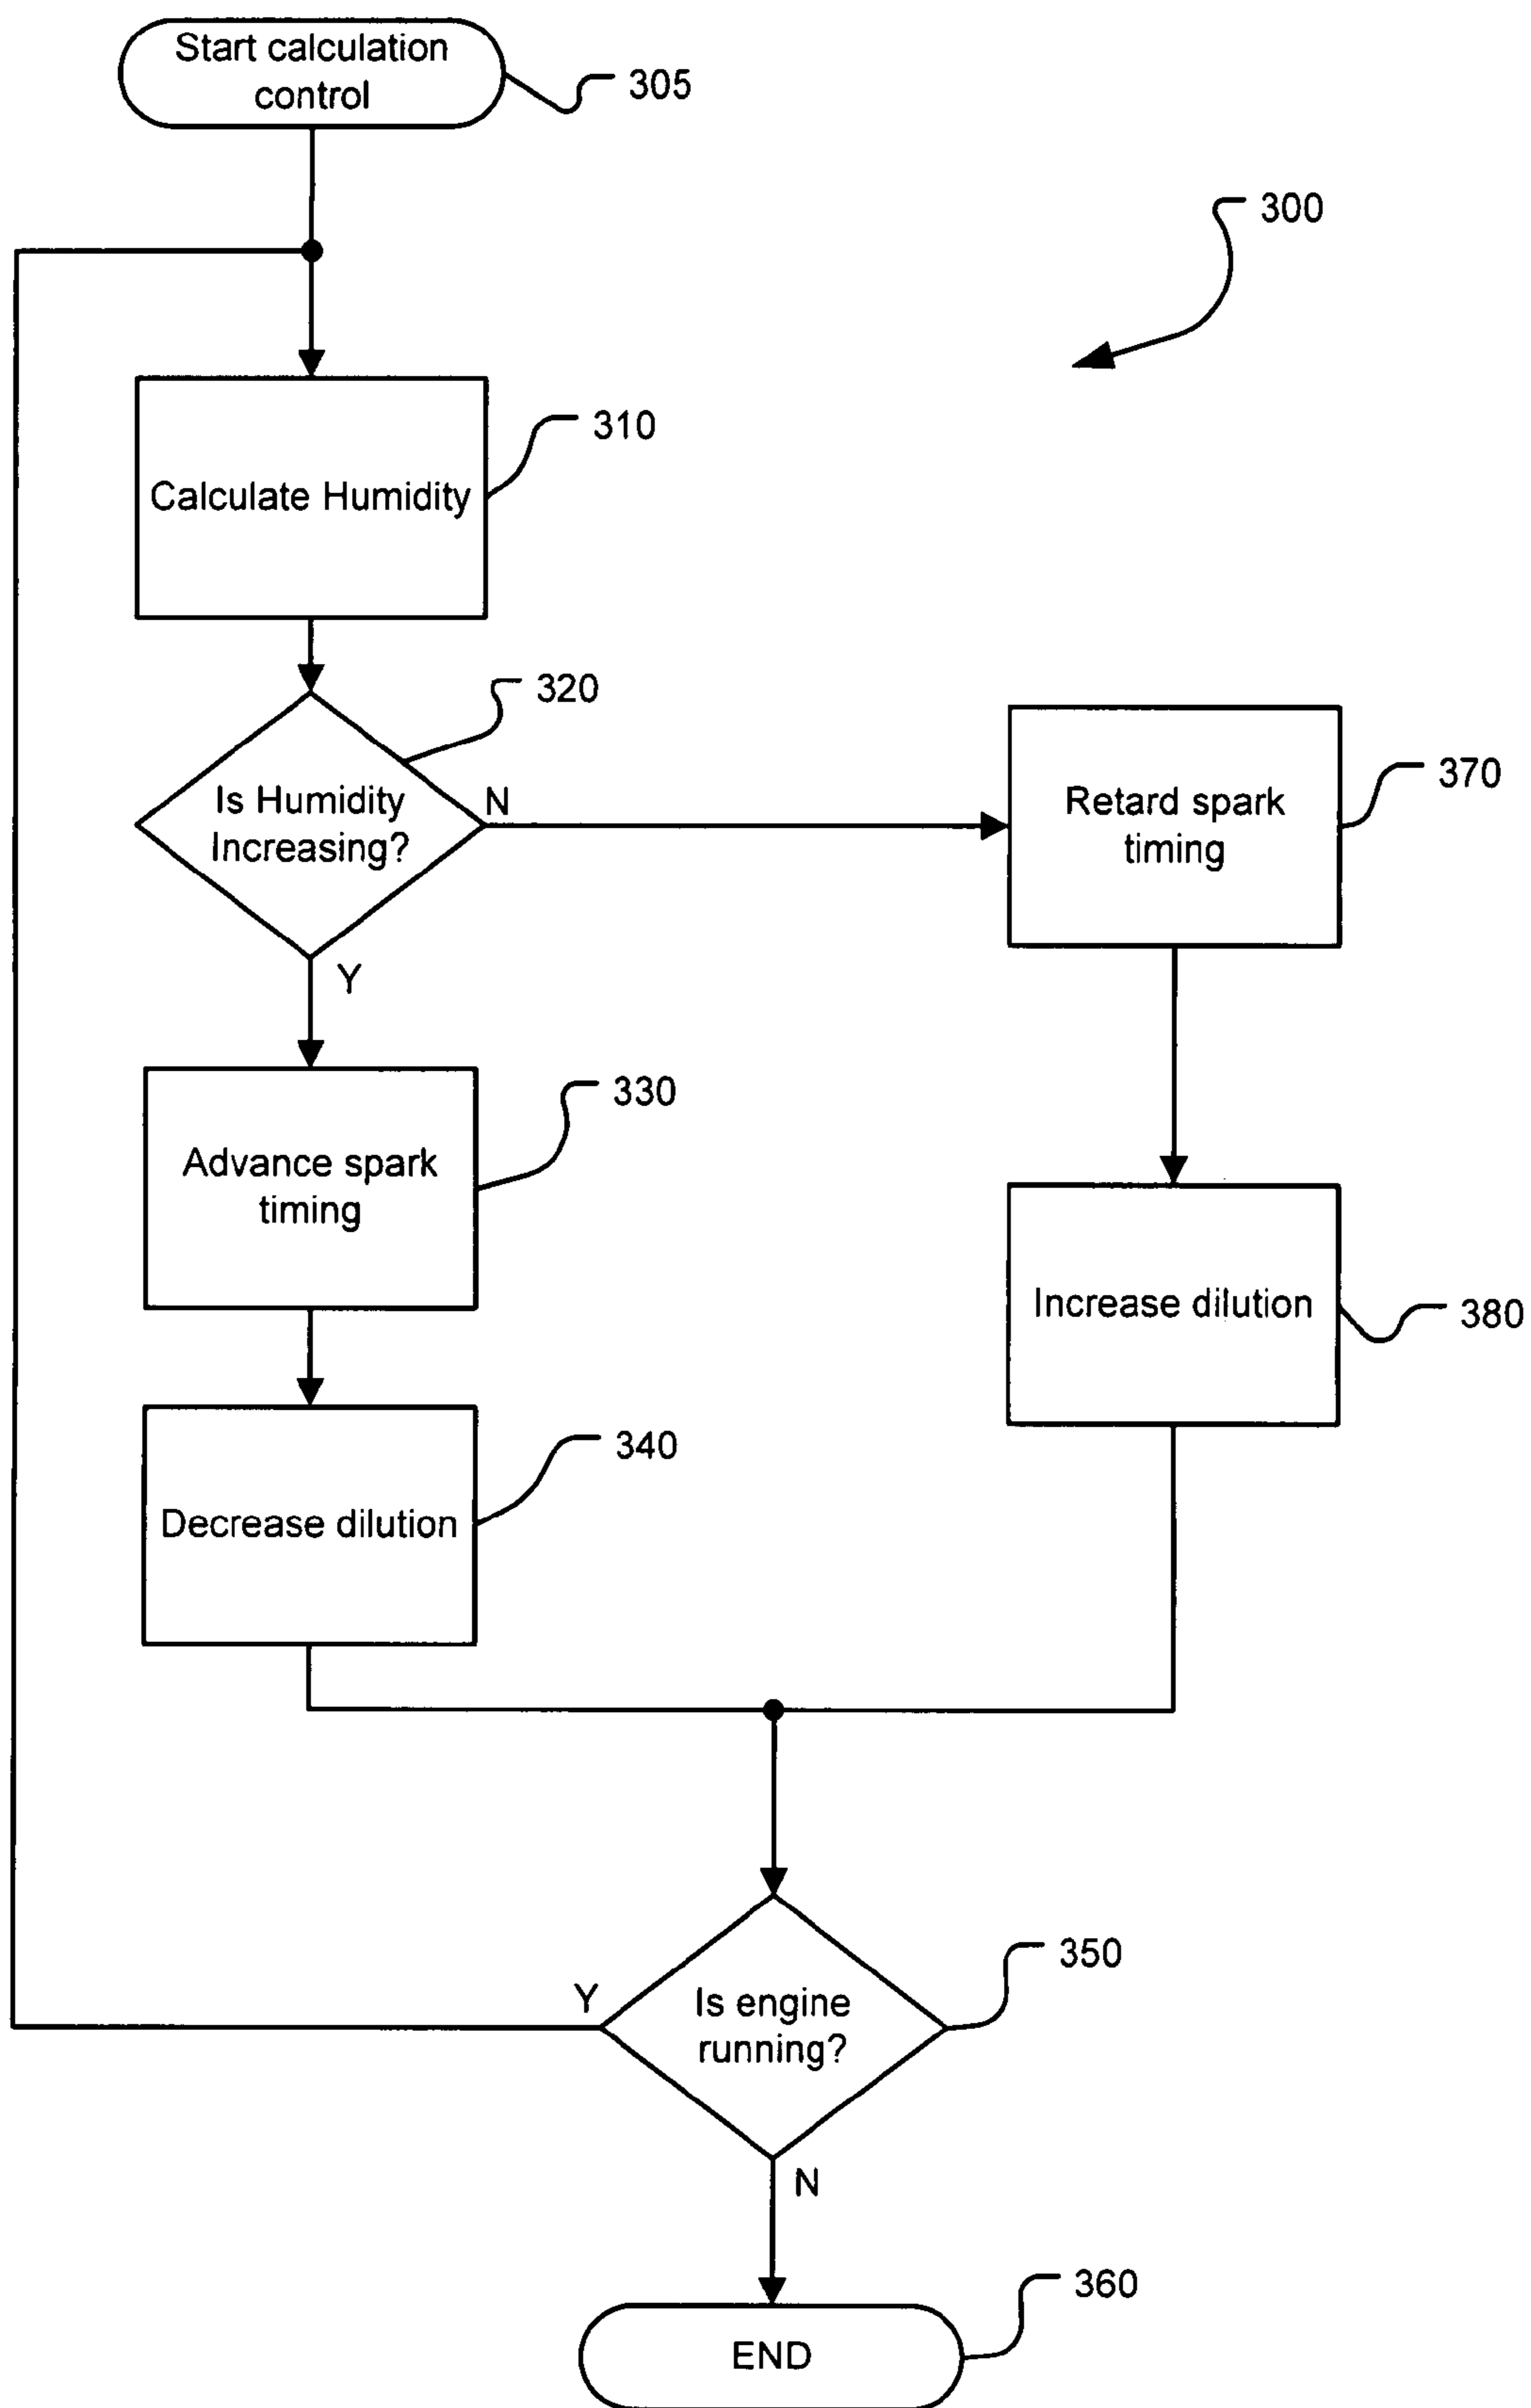 Start calculation
control
305
300
310
Calculate Humidity
320
Is Humidity
Increasing?
N
Y
Retard spark
timing
370
330
Advance spark
timing
Increase dilution
380
340
Decrease dilution
350
Is engine
running?
Y
N
360
END